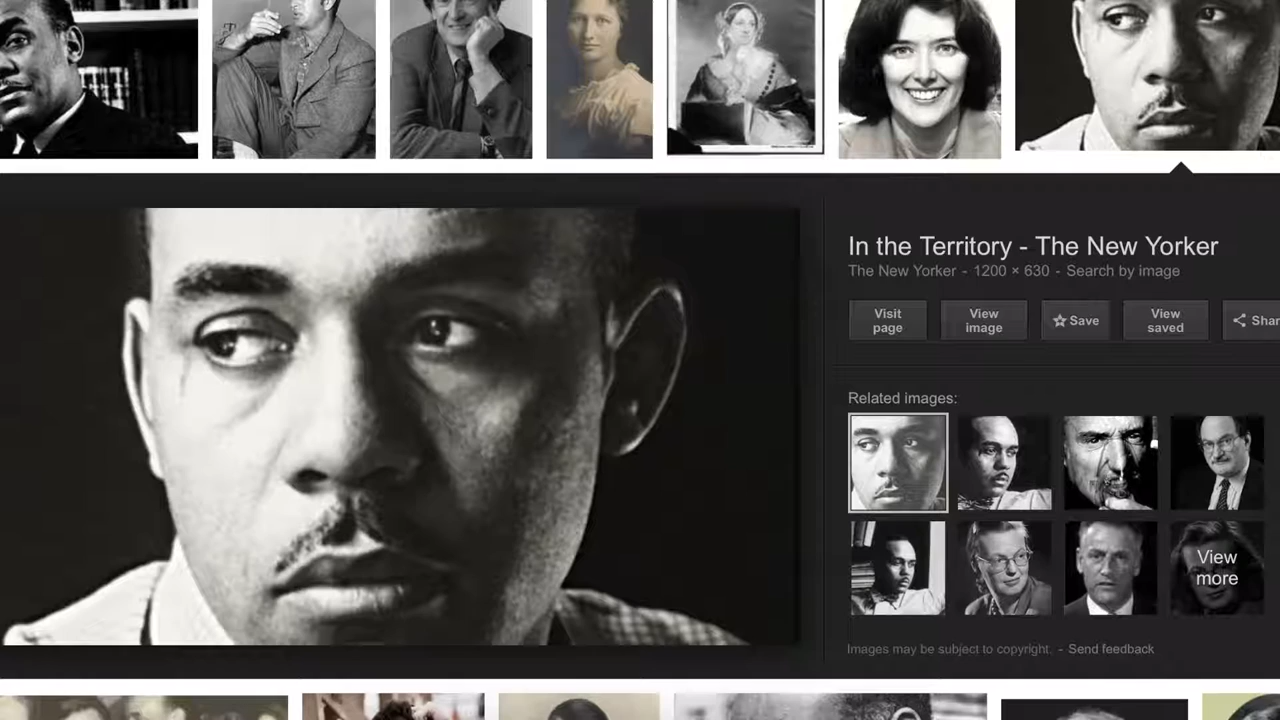 In the Territory - The New Yorker
The New Yorker - 1200 × 630 - Search by image
Visit page
View image
Save
View saved
Shar
Related images:
View more
Images may be subject to copyright. - Send feedback